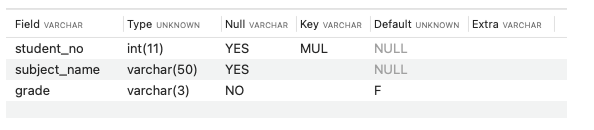 Field VARCHAR Type UNKNOWN Null VARCHAR Key VARCHAR Default UNKNOWN Extra VARCHAR
student_no int(11) YES MUL NULL
subject_name varchar(50) YES NULL
grade varchar(3) NO F